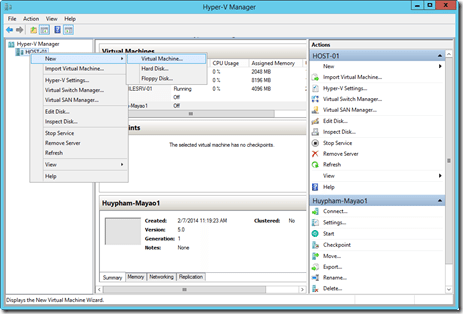 Hyper-V Manager
File Action View Help
Hyper-V Manager
HOST-01
New
Import Virtual Machine...
Hyper-V Settings...
Virtual Switch Manager...
Virtual SAN Manager...
Edit Disk...
Inspect Disk...
Stop Service
Remove Server
Refresh
View
Help
Virtual Machine...
Hard Disk...
Floppy Disk...
Virtual Machines
CPU Usage Assigned Memory
0 % 2048 MB
0 % 8196 MB
ILESRV-01 Running 0 % 4096 MB
Off
-Mayao1 Off
points
The selected virtual machine has no checkpoints.
Huypham-Mayao1
Created: 2/7/2014 11:19:23 AM Clustered: No
Version: 5.0
Generation: 1
Notes: None
Summary Memory Networking Replication
Actions
HOST-01
New
Import Virtual Machine...
Hyper-V Settings...
Virtual Switch Manager...
Virtual SAN Manager...
Edit Disk...
Inspect Disk...
Stop Service
Remove Server
Refresh
View
Help
Huypham-Mayao1
Connect...
Settings...
Start
Checkpoint
Move...
Export...
Rename...
Delete...
Displays the New Virtual Machine Wizard.